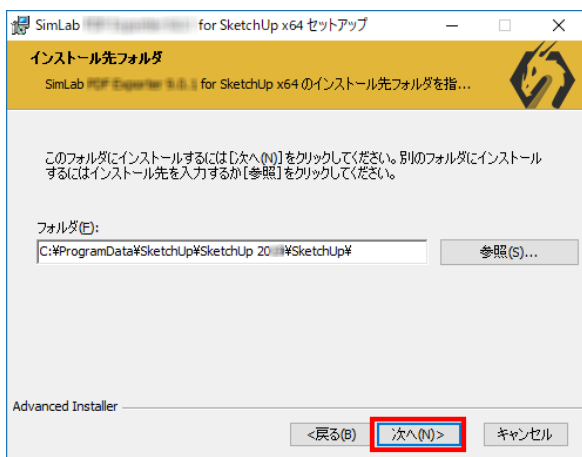 SimLab for SketchUp x64 セットアップ
インストール先フォルダ
SimLab for SketchUp x64 のインストール先フォルダを指...
このフォルダにインストールするには[次へ(N)]をクリックしてください。別のフォルダにインストール
するにはインストール先を入力するか[参照]をクリックしてください。
フォルダ(F):
C:¥ProgramData¥SketchUp¥SketchUp 20 ¥SketchUp¥
参照(S)...
Advanced Installer
<戻る(B)
次へ(N)>
キャンセル